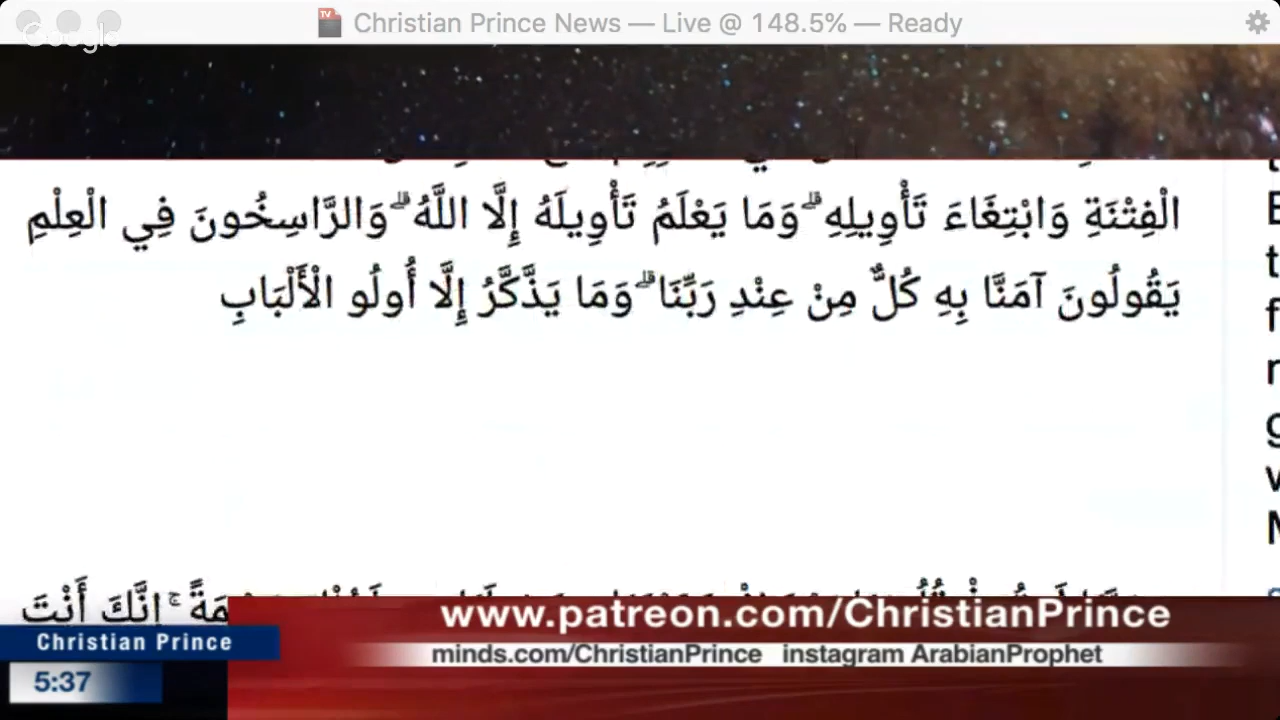 Christian Prince News — Live @ 148.5% — Ready
Google
الْفِتْنَةِ وَابْتِغَاءَ تَأْوِيلِهِ ۗ وَمَا يَعْلَمُ تَأْوِيلَهُ إِلَّا اللَّهُ ۗ وَالرَّاسِخُونَ فِي الْعِلْمِ
يَقُولُونَ آمَنَّا بِهِ كُلٌّ مِنْ عِنْدِ رَبِّنَا ۗ وَمَا يَذَّكَّرُ إِلَّا أُولُو الْأَلْبَابِ
إِنَّكَ أَنْتَ
www.patreon.com/ChristianPrince
Christian Prince
minds.com/ChristianPrince instagram ArabianProphet
5:37